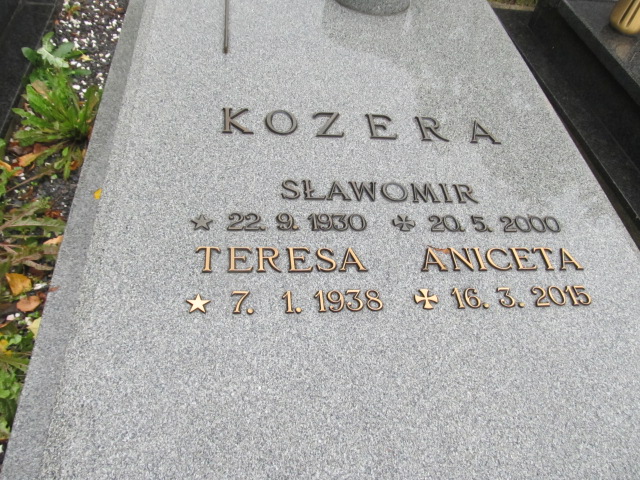 KOZERA
SŁAWOMIR
22. 9. 1930 20. 5. 2000
TERESA ANICETA
7. 1. 1938 16. 3. 2015